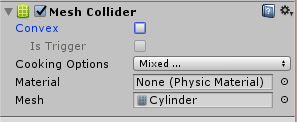 Mesh Collider
Convex
Is Trigger
Cooking Options Mixed ...
Material None (Physic Material)
Mesh Cylinder